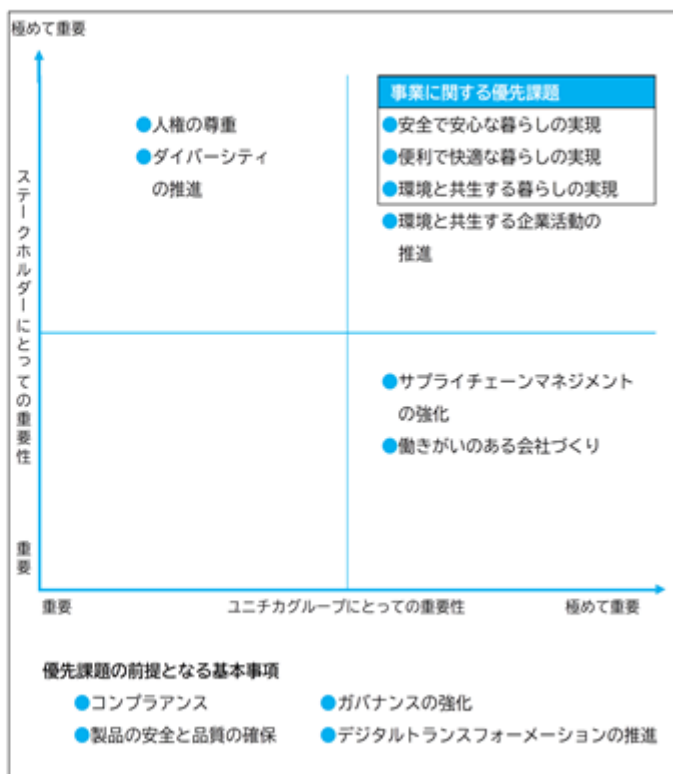 極めて重要
事業に関する優先課題
●人権の尊重
●ダイバーシティ
の推進
●安全で安心な暮らしの実現
●便利で快適な暮らしの実現
●環境と共生する暮らしの実現
●環境と共生する企業活動の
推進
ステークホルダーにとっての重要性
●サプライチェーンマネジメント
の強化
●働きがいのある会社づくり
重要
重要
ユニチカグループにとっての重要性
極めて重要
優先課題の前提となる基本事項
●コンプラアンス
●ガバナンスの強化
●製品の安全と品質の確保
●デジタルトランスフォーメーションの推進